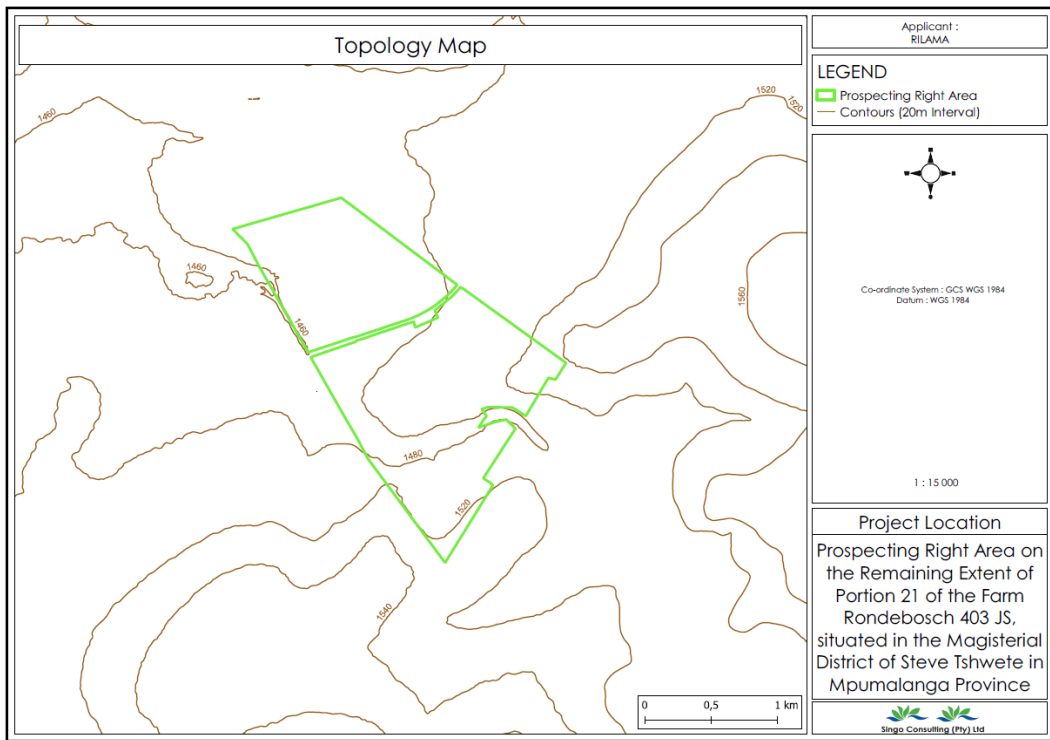 Topology Map
1460
1460
1460
1480
1520
1540
1520
1520
1560
0 0,5 1 km
Applicant :
RILAMA
LEGEND
Prospecting Right Area
Contours (20m Interval)
Co-ordinate System : GCS WGS 1984
Datum : WGS 1984
1 : 15 000
Project Location
Prospecting Right Area on
the Remaining Extent of
Portion 21 of the Farm
Rondebosch 403 JS,
situated in the Magisterial
District of Steve Tshwete in
Mpumalanga Province
Singo Consulting (Pty) Ltd